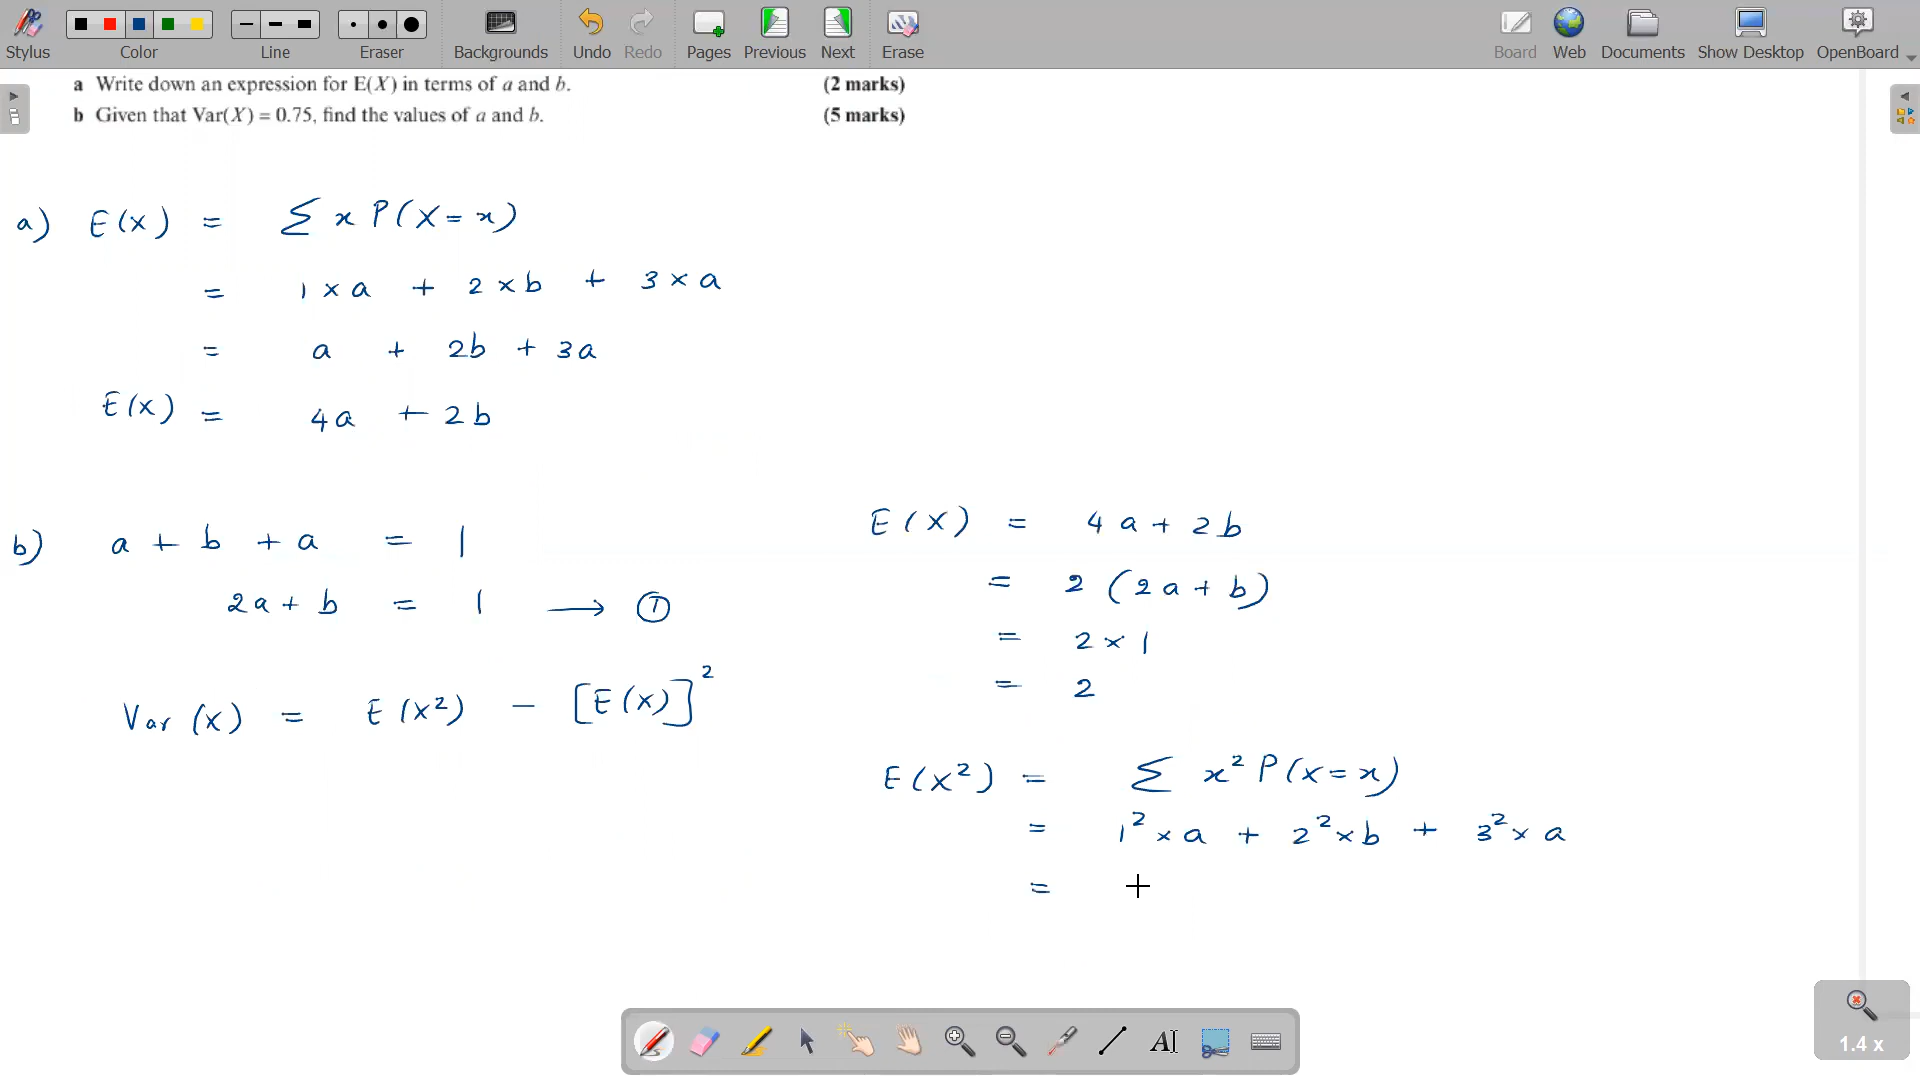 Stylus Color Line Eraser Backgrounds Undo Redo Pages Previous Next Erase Board Web Documents Show Desktop OpenBoard
a Write down an expression for E(X) in terms of a and b. (2 marks)
b Given that Var(X) = 0.75, find the values of a and b. (5 marks)
a) E(x) = Σ x P(X = x)
= 1 × a + 2 × b + 3 × a
= a + 2b + 3a
E(x) = 4a + 2b
b) a + b + a = 1
2a + b = 1 → ①
Var (x) = E(x²) − [E(x)]²
E(x) = 4a + 2b
= 2 (2a + b)
= 2 × 1
= 2
E(x²) = Σ x² P(x = x)
= 1² × a + 2² × b + 3² × a
=
1.4 x